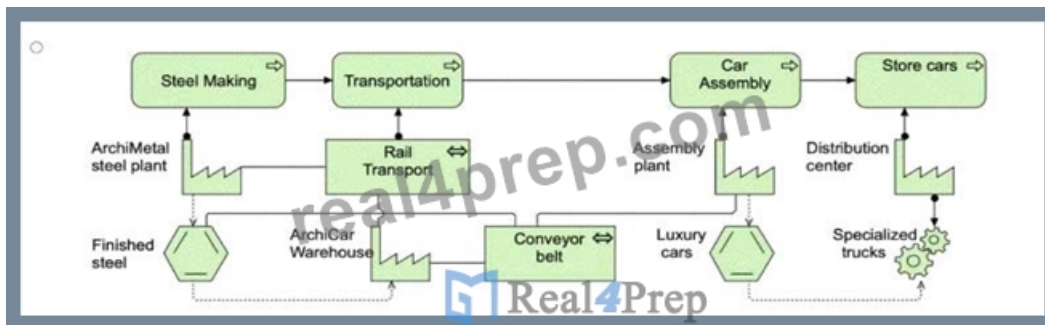 Steel Making
Transportation
Car
Assembly
Store cars
ArchiMetal
steel plant
Rail
Transport
Assembly
plant
Distribution
center
real4prep.com
Finished
steel
ArchiCar
Warehouse
Conveyor
belt
Luxury
cars
Specialized
trucks
Real4Prep